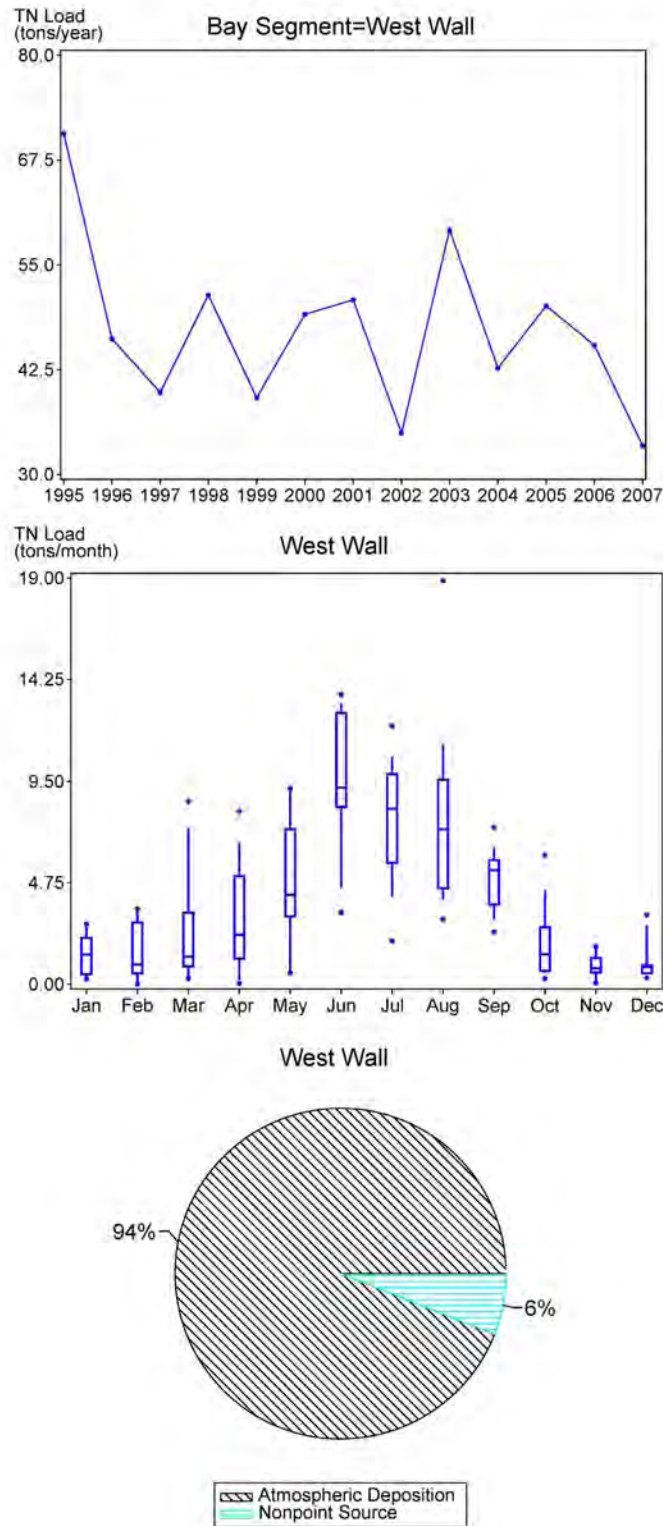 TN Load
(tons/year)
Bay Segment=West Wall
80.0
67.5
55.0
42.5
30.0
1995 1996 1997 1998 1999 2000 2001 2002 2003 2004 2005 2006 2007
TN Load
(tons/month)
West Wall
19.00
14.25
9.50
4.75
0.00
Jan Feb Mar Apr May Jun Jul Aug Sep Oct Nov Dec
West Wall
94%
6%
Atmospheric Deposition
Nonpoint Source